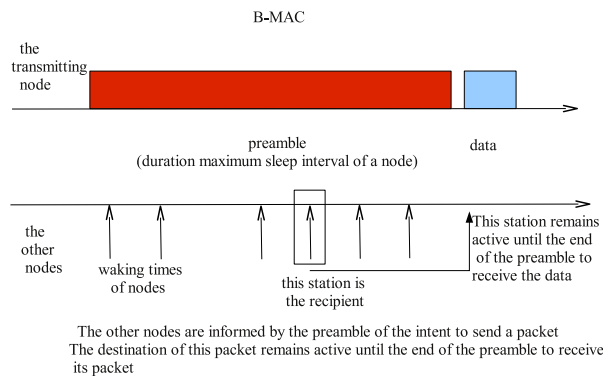 B-MAC
the
transmitting
node
preamble
(duration maximum sleep interval of a node)
data
the
other
nodes
waking times
of nodes
this station is
the recipient
This station remains
active until the end
of the preamble to
receive the data
The other nodes are informed by the preamble of the intent to send a packet
The destination of this packet remains active until the end of the preamble to receive
its packet